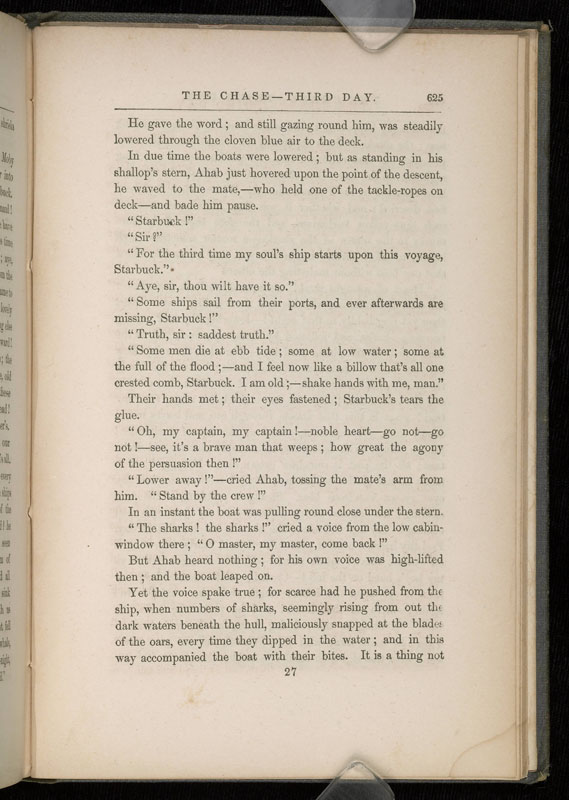 THE CHASE—THIRD DAY. 625
He gave the word ; and still gazing round him, was steadily
lowered through the cloven blue air to the deck.
In due time the boats were lowered ; but as standing in his
shallop's stern, Ahab just hovered upon the point of the descent,
he waved to the mate,—who held one of the tackle-ropes on
deck—and bade him pause.
“Starbuck !”
“Sir ?”
“For the third time my soul's ship starts upon this voyage,
Starbuck.”
“Aye, sir, thou wilt have it so.”
“Some ships sail from their ports, and ever afterwards are
missing, Starbuck !”
“Truth, sir : saddest truth.”
“Some men die at ebb tide ; some at low water ; some at
the full of the flood ;—and I feel now like a billow that's all one
crested comb, Starbuck. I am old ;—shake hands with me, man.”
Their hands met ; their eyes fastened ; Starbuck's tears the
glue.
“Oh, my captain, my captain !—noble heart—go not—go
not !—see, it's a brave man that weeps ; how great the agony
of the persuasion then !”
“Lower away !”—cried Ahab, tossing the mate's arm from
him. “Stand by the crew !”
In an instant the boat was pulling round close under the stern.
“The sharks ! the sharks !” cried a voice from the low cabin-
window there ; “O master, my master, come back !”
But Ahab heard nothing ; for his own voice was high-lifted
then ; and the boat leaped on.
Yet the voice spake true ; for scarce had he pushed from the
ship, when numbers of sharks, seemingly rising from out the
dark waters beneath the hull, maliciously snapped at the blades
of the oars, every time they dipped in the water ; and in this
way accompanied the boat with their bites. It is a thing not
27